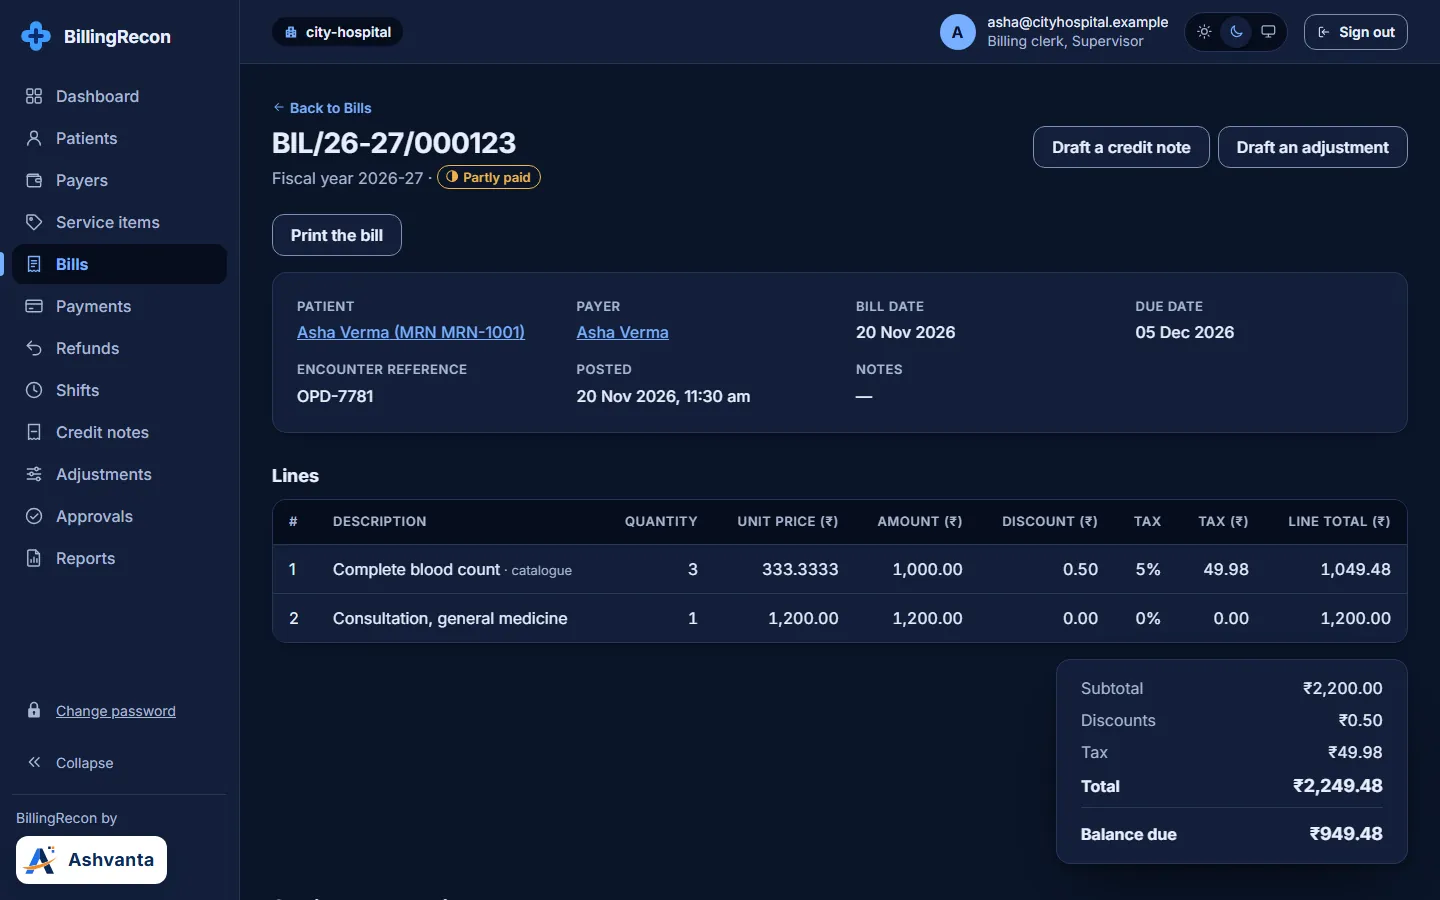 BillingRecon
city-hospital
A
asha@cityhospital.example
Billing clerk, Supervisor
Sign out
Dashboard
Patients
Payers
Service items
Bills
Payments
Refunds
Shifts
Credit notes
Adjustments
Approvals
Reports
Change password
Collapse
BillingRecon by
Ashvanta
← Back to Bills
BIL/26-27/000123
Fiscal year 2026-27 · Partly paid
Draft a credit note
Draft an adjustment
Print the bill
PATIENT PAYER BILL DATE DUE DATE
Asha Verma (MRN MRN-1001) Asha Verma 20 Nov 2026 05 Dec 2026
ENCOUNTER REFERENCE POSTED NOTES
OPD-7781 20 Nov 2026, 11:30 am —
Lines
# DESCRIPTION QUANTITY UNIT PRICE (₹) AMOUNT (₹) DISCOUNT (₹) TAX TAX (₹) LINE TOTAL (₹)
1 Complete blood count · catalogue 3 333.3333 1,000.00 0.50 5% 49.98 1,049.48
2 Consultation, general medicine 1 1,200.00 1,200.00 0.00 0% 0.00 1,200.00
Subtotal ₹2,200.00
Discounts ₹0.50
Tax ₹49.98
Total ₹2,249.48
Balance due ₹949.48